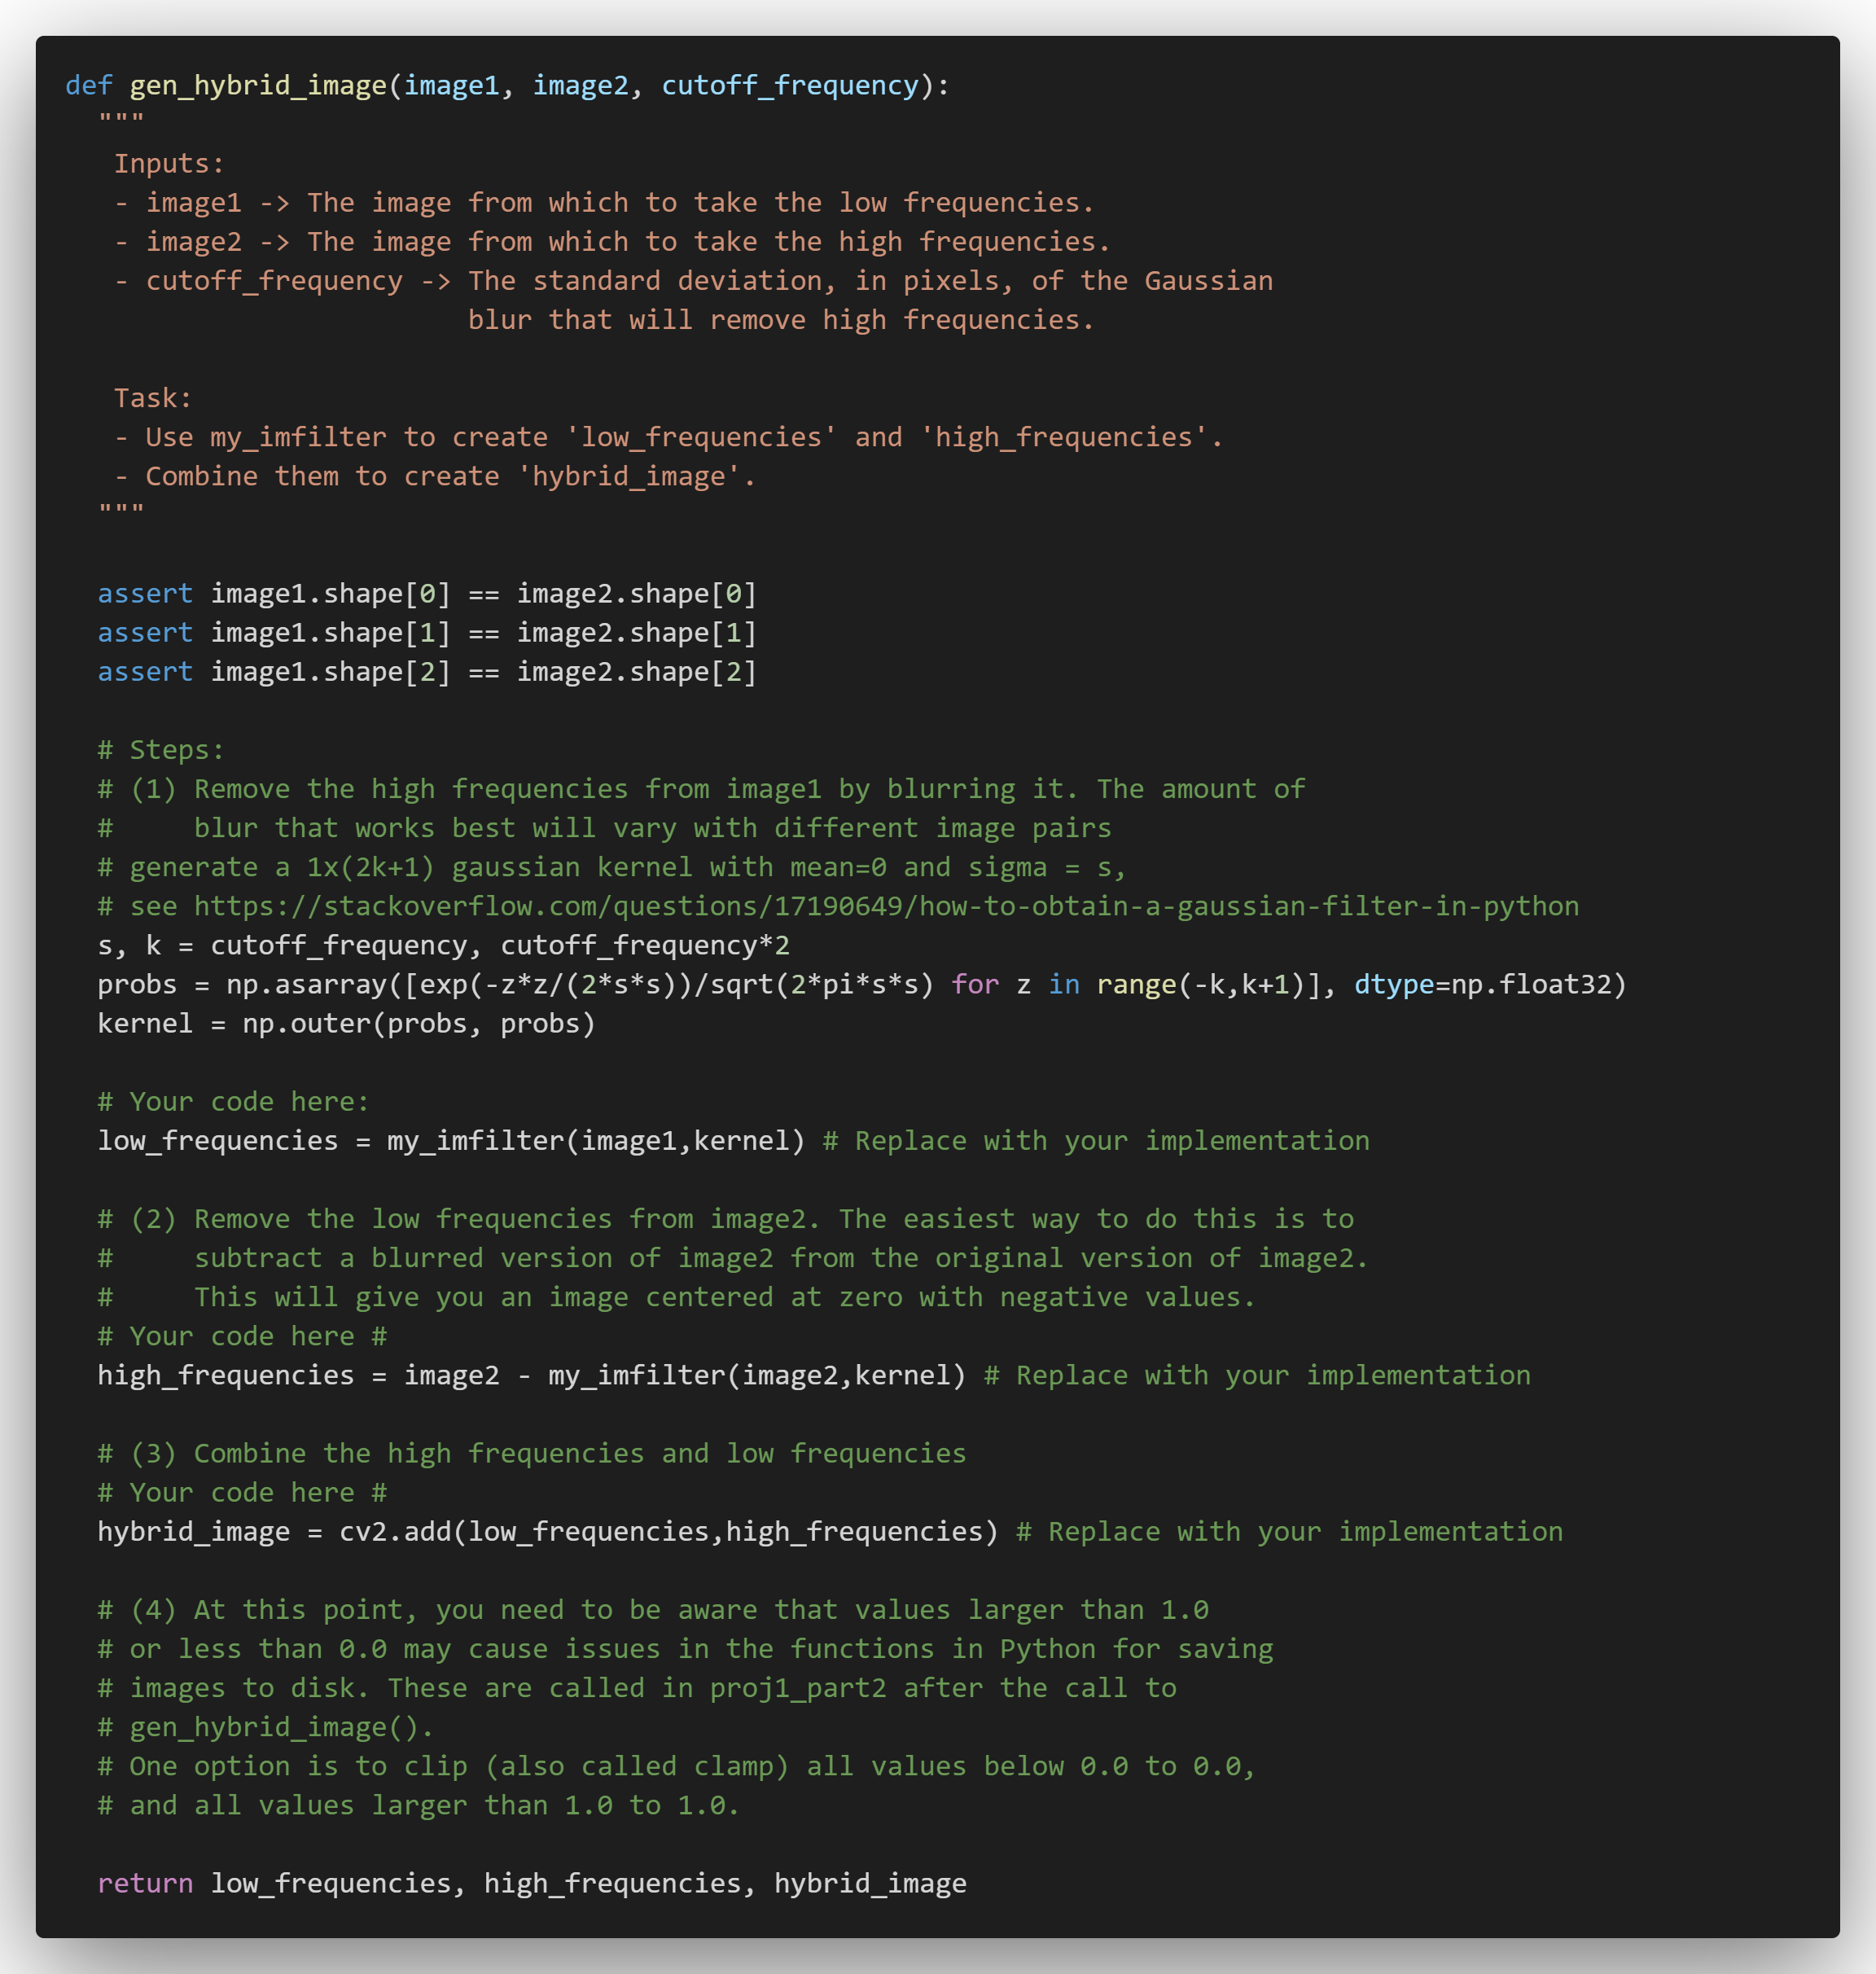 def gen_hybrid_image(image1, image2, cutoff_frequency):
  """
   Inputs:
   - image1 -> The image from which to take the low frequencies.
   - image2 -> The image from which to take the high frequencies.
   - cutoff_frequency -> The standard deviation, in pixels, of the Gaussian
                         blur that will remove high frequencies.

   Task:
   - Use my_imfilter to create 'low_frequencies' and 'high_frequencies'.
   - Combine them to create 'hybrid_image'.
  """

  assert image1.shape[0] == image2.shape[0]
  assert image1.shape[1] == image2.shape[1]
  assert image1.shape[2] == image2.shape[2]

  # Steps:
  # (1) Remove the high frequencies from image1 by blurring it. The amount of
  #     blur that works best will vary with different image pairs
  # generate a 1x(2k+1) gaussian kernel with mean=0 and sigma = s,
  # see https://stackoverflow.com/questions/17190649/how-to-obtain-a-gaussian-filter-in-python
  s, k = cutoff_frequency, cutoff_frequency*2
  probs = np.asarray([exp(-z*z/(2*s*s))/sqrt(2*pi*s*s) for z in range(-k,k+1)], dtype=np.float32)
  kernel = np.outer(probs, probs)

  # Your code here:
  low_frequencies = my_imfilter(image1,kernel) # Replace with your implementation

  # (2) Remove the low frequencies from image2. The easiest way to do this is to
  #     subtract a blurred version of image2 from the original version of image2.
  #     This will give you an image centered at zero with negative values.
  # Your code here #
  high_frequencies = image2 - my_imfilter(image2,kernel) # Replace with your implementation

  # (3) Combine the high frequencies and low frequencies
  # Your code here #
  hybrid_image = cv2.add(low_frequencies,high_frequencies) # Replace with your implementation

  # (4) At this point, you need to be aware that values larger than 1.0
  # or less than 0.0 may cause issues in the functions in Python for saving
  # images to disk. These are called in proj1_part2 after the call to
  # gen_hybrid_image().
  # One option is to clip (also called clamp) all values below 0.0 to 0.0,
  # and all values larger than 1.0 to 1.0.

  return low_frequencies, high_frequencies, hybrid_image